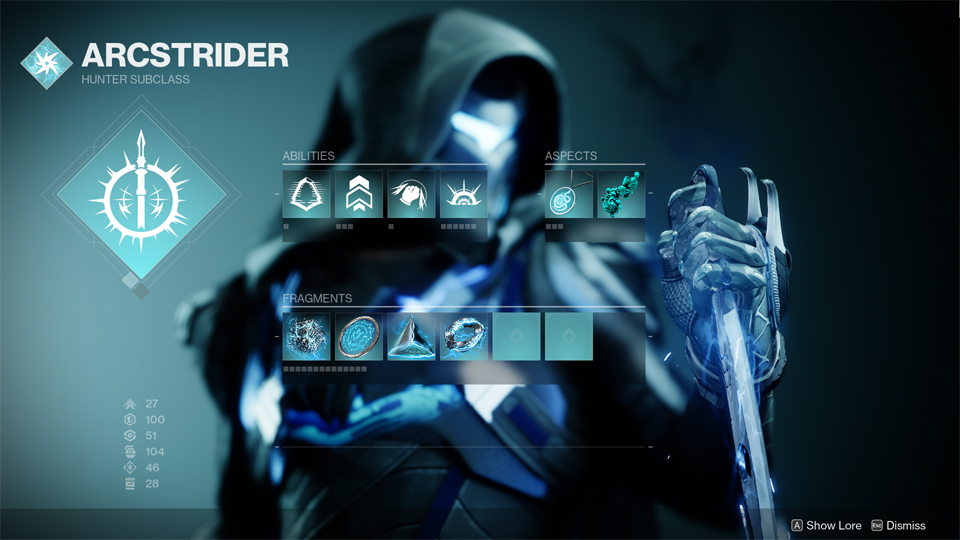 ARCSTRIDER
HUNTER SUBCLASS
ABILITIES
ASPECTS
FRAGMENTS
27
100
51
104
46
28
A Show Lore Esc Dismiss